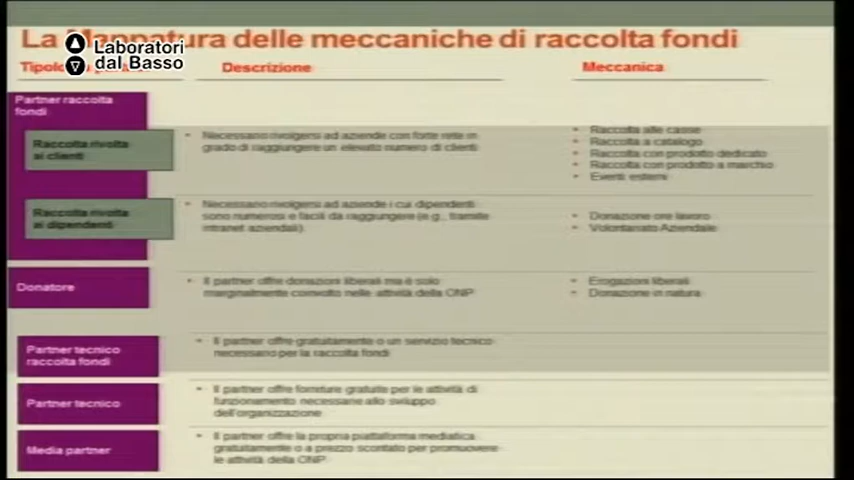 La Mappatura delle meccaniche di raccolta fondi
Laboratori
dal Basso
Descrizione
Meccanica
Partner raccolta
fondi
Raccolta rivolta
ai clienti
Necessario rivolgersi ad aziende con forte rete in
grado di raggiungere un elevato numero di clienti
Raccolta alle casse
Raccolta a catalogo
Raccolta con prodotto dedicato
Raccolta con prodotto a marchio
Eventi esterni
Raccolta rivolta
ai dipendenti
Necessario rivolgersi ad aziende i cui dipendenti
sono numerosi e facili da raggiungere (e.g., tramite
intranet aziendali)
Donazione ore lavoro
Volontariato Aziendale
Donatore
Il partner offre donazioni liberali ma è solo
marginalmente coinvolto nelle attività della ONP
Erogazioni liberali
Donazione in natura
Partner tecnico
raccolta fondi
Il partner offre gratuitamente o un servizio tecnico
necessario per la raccolta fondi
Partner tecnico
Il partner offre forniture gratuite per le attività di
funzionamento necessarie allo sviluppo
dell'organizzazione
Media partner
Il partner offre la propria piattaforma mediatica
gratuitamente o a prezzo scontato per promuovere
le attività della ONP